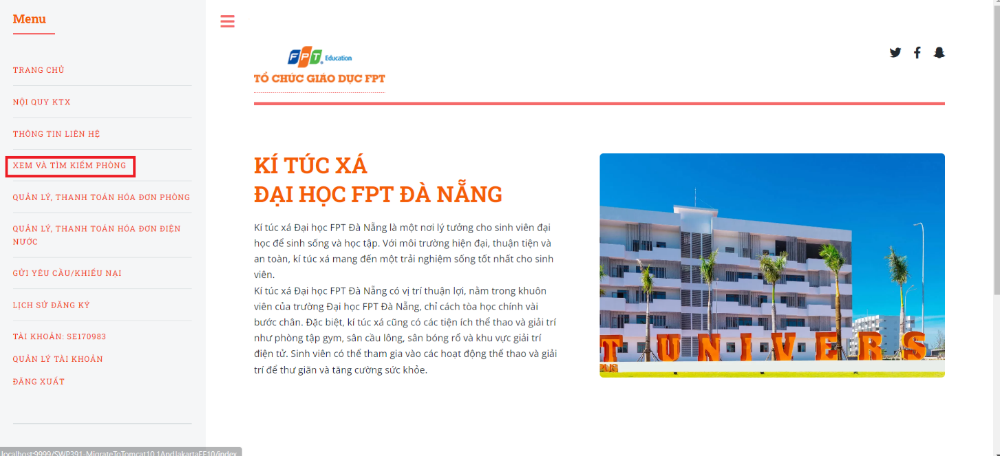 Menu
TRANG CHỦ
NỘI QUY KTX
THÔNG TIN LIÊN HỆ
XEM VÀ TÌM KIẾM PHÒNG
QUẢN LÝ, THANH TOÁN HÓA ĐƠN PHÒNG
QUẢN LÝ, THANH TOÁN HÓA ĐƠN ĐIỆN
NƯỚC
GỬI YÊU CẦU/KHIẾU NẠI
LỊCH SỬ ĐĂNG KÝ
TÀI KHOẢN: SE170983
QUẢN LÝ TÀI KHOẢN
ĐĂNG XUẤT
localhost:9999/SWP391-MigrateToTomcat10.1AndJakartaEE10/index
FPT Education
TỔ CHỨC GIÁO DỤC FPT
KÍ TÚC XÁ
ĐẠI HỌC FPT ĐÀ NẴNG
Kí túc xá Đại học FPT Đà Nẵng là một nơi lý tưởng cho sinh viên đại
học để sinh sống và học tập. Với môi trường hiện đại, thuận tiện và
an toàn, kí túc xá mang đến một trải nghiệm sống tốt nhất cho sinh
viên.
Kí túc xá Đại học FPT Đà Nẵng có vị trí thuận lợi, nằm trong khuôn
viên của trường Đại học FPT Đà Nẵng, chỉ cách tòa học chính vài
bước chân. Đặc biệt, kí túc xá cũng có các tiện ích thể thao và giải trí
như phòng tập gym, sân cầu lông, sân bóng rổ và khu vực giải trí
điện tử. Sinh viên có thể tham gia vào các hoạt động thể thao và giải
trí để thư giãn và tăng cường sức khỏe.
T UNIVERS
PUS